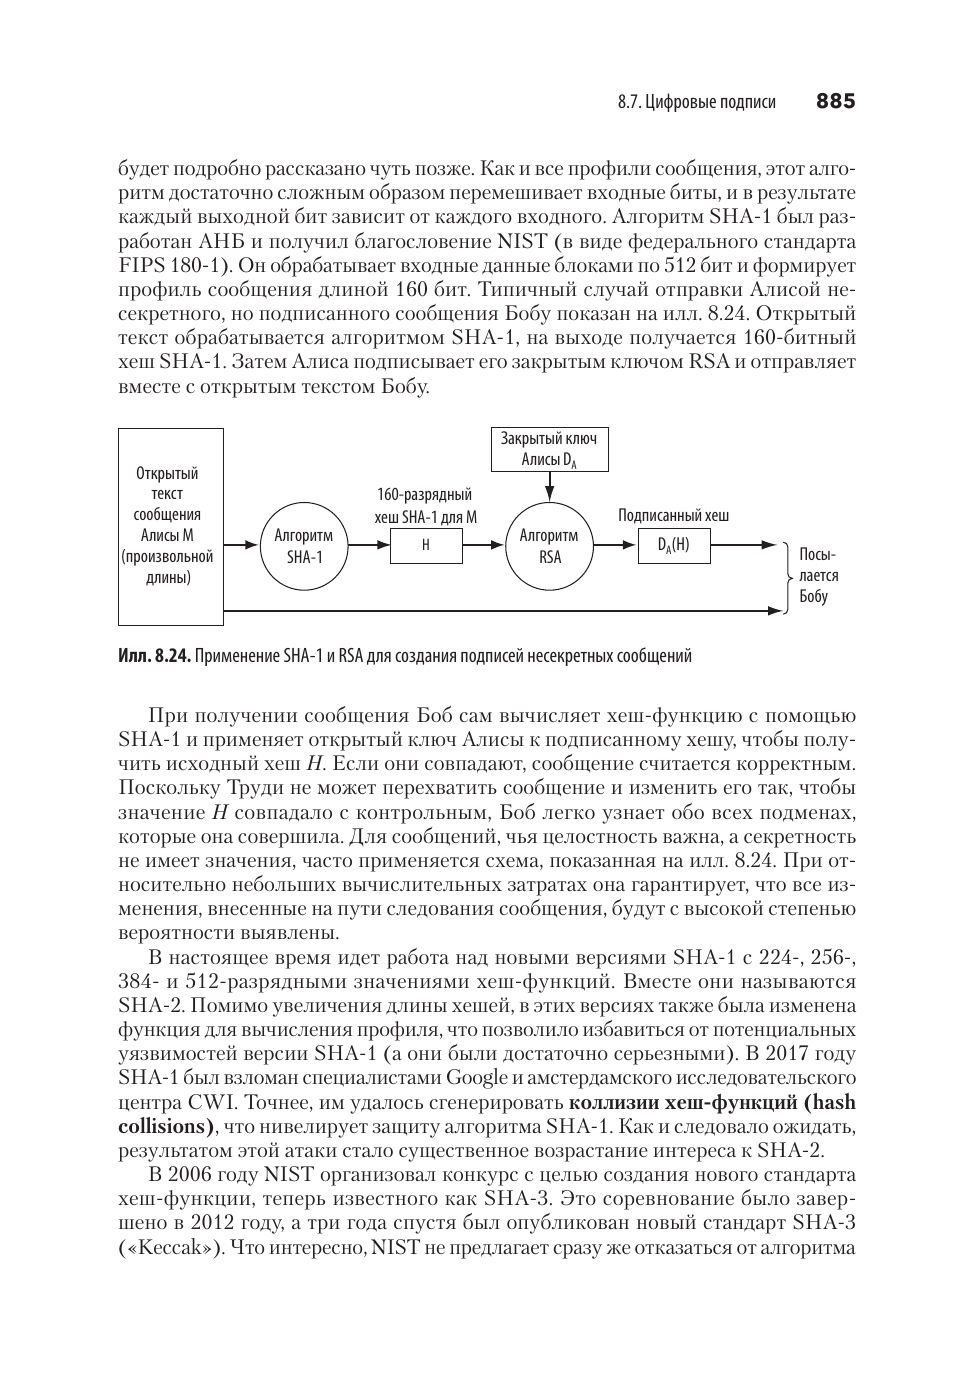 8.7. Цифровые подписи 885
будет подробно рассказано чуть позже. Как и все профили сообщения, этот алго-
ритм достаточно сложным образом перемешивает входные биты, и в результате
каждый выходной бит зависит от каждого входного. Алгоритм SHA-1 был раз-
работан АНБ и получил благословение NIST (в виде федерального стандарта
FIPS 180-1). Он обрабатывает входные данные блоками по 512 бит и формирует
профиль сообщения длиной 160 бит. Типичный случай отправки Алисой не-
секретного, но подписанного сообщения Бобу показан на илл. 8.24. Открытый
текст обрабатывается алгоритмом SHA-1, на выходе получается 160-битный
хеш SHA-1. Затем Алиса подписывает его закрытым ключом RSA и отправляет
вместе с открытым текстом Бобу.
Открытый
текст
сообщения
Алисы M
(произвольной
длины)
Алгоритм
SHA-1
160-разрядный
хеш SHA-1 для M
H
Закрытый ключ
Алисы DA
Алгоритм
RSA
Подписанный хеш
DA(H)
Посы-
лается
Бобу
Илл. 8.24. Применение SHA-1 и RSA для создания подписей несекретных сообщений
При получении сообщения Боб сам вычисляет хеш-функцию с помощью
SHA-1 и применяет открытый ключ Алисы к подписанному хешу, чтобы полу-
чить исходный хеш H. Если они совпадают, сообщение считается корректным.
Поскольку Труди не может перехватить сообщение и изменить его так, чтобы
значение H совпадало с контрольным, Боб легко узнает обо всех подменах,
которые она совершила. Для сообщений, чья целостность важна, а секретность
не имеет значения, часто применяется схема, показанная на илл. 8.24. При от-
носительно небольших вычислительных затратах она гарантирует, что все из-
менения, внесенные на пути следования сообщения, будут с высокой степенью
вероятности выявлены.
В настоящее время идет работа над новыми версиями SHA-1 с 224-, 256-,
384- и 512-разрядными значениями хеш-функций. Вместе они называются
SHA-2. Помимо увеличения длины хешей, в этих версиях также была изменена
функция для вычисления профиля, что позволило избавиться от потенциальных
уязвимостей версии SHA-1 (а они были достаточно серьезными). В 2017 году
SHA-1 был взломан специалистами Google и амстердамского исследовательского
центра CWI. Точнее, им удалось сгенерировать коллизии хеш-функций (hash
collisions), что нивелирует защиту алгоритма SHA-1. Как и следовало ожидать,
результатом этой атаки стало существенное возрастание интереса к SHA-2.
В 2006 году NIST организовал конкурс с целью создания нового стандарта
хеш-функции, теперь известного как SHA-3. Это соревнование было завер-
шено в 2012 году, а три года спустя был опубликован новый стандарт SHA-3
(«Keccak»). Что интересно, NIST не предлагает сразу же отказаться от алгоритма